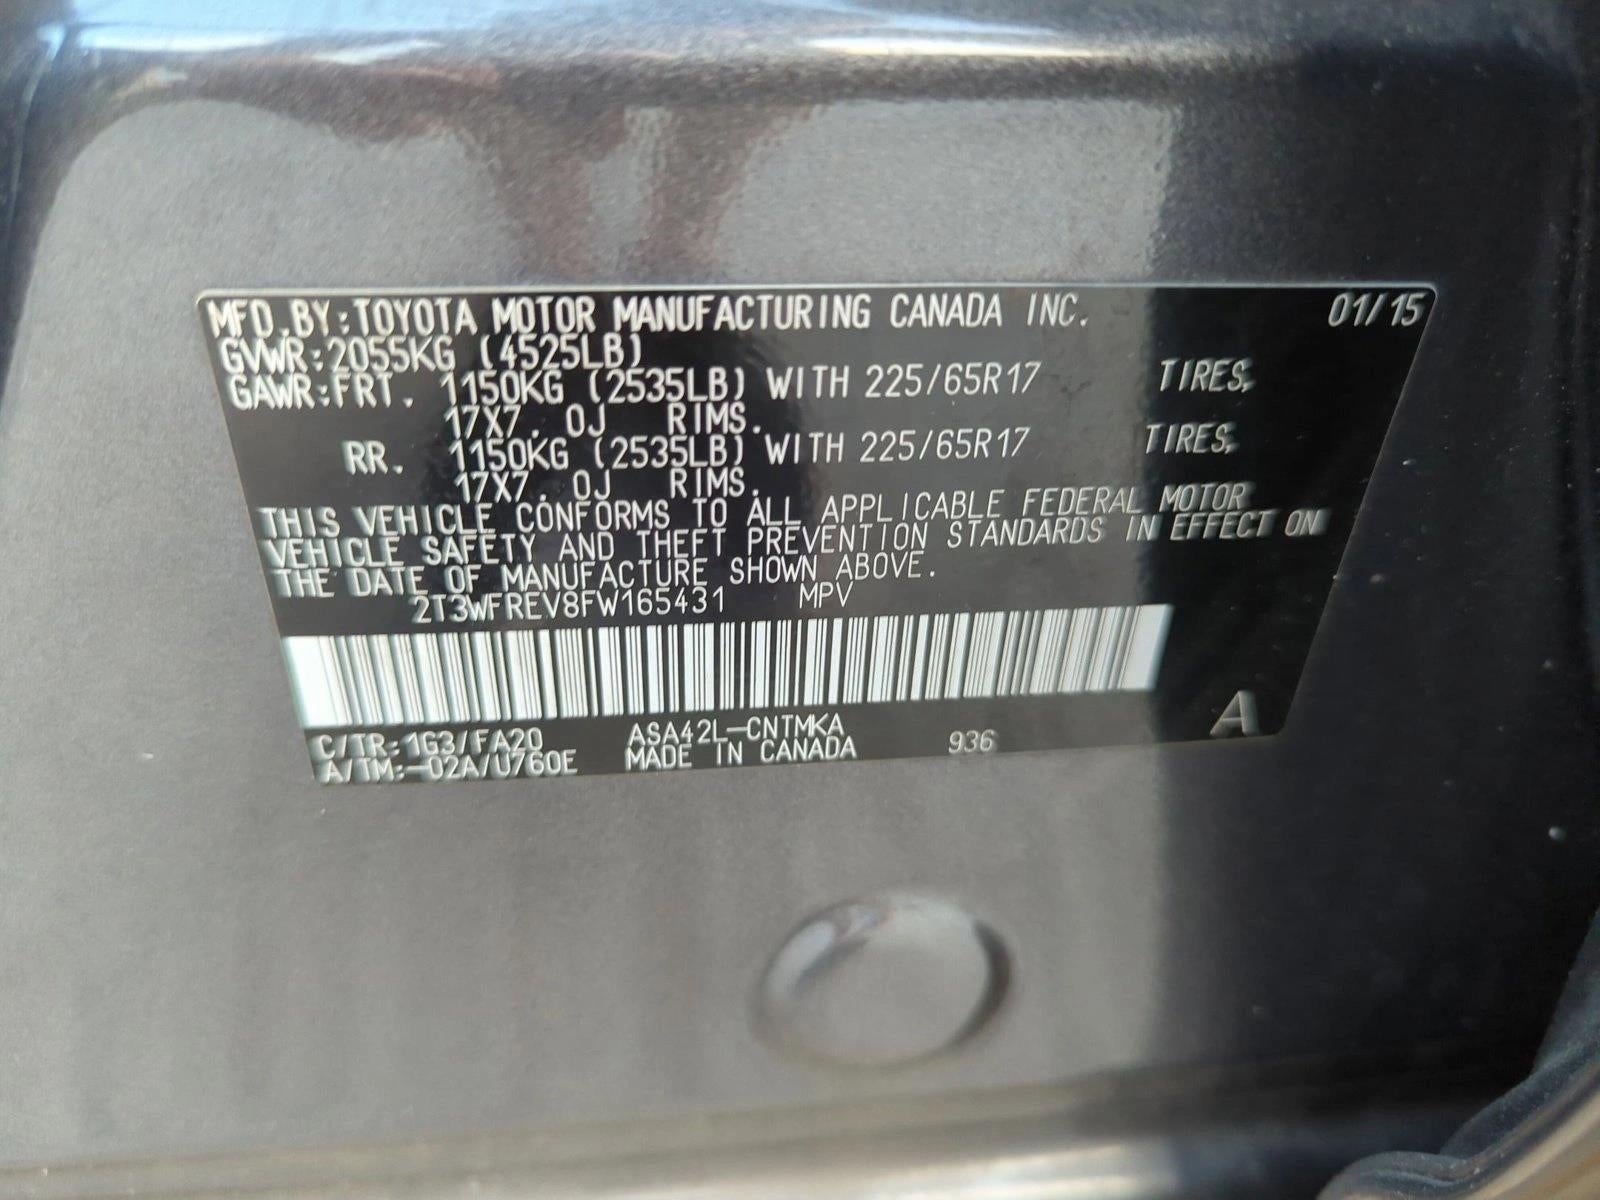 MFD.BY:TOYOTA MOTOR MANUFACTURING CANADA INC. 01/15
GVWR:2055KG (4525LB)
GAWR:FRT. 1150KG (2535LB) WITH 225/65R17 TIRES,
17X7.0J RIMS.
RR. 1150KG (2535LB) WITH 225/65R17 TIRES,
17X7.0J RIMS.
THIS VEHICLE CONFORMS TO ALL APPLICABLE FEDERAL MOTOR
VEHICLE SAFETY AND THEFT PREVENTION STANDARDS IN EFFECT ON
THE DATE OF MANUFACTURE SHOWN ABOVE.
2T3WFREV8FW165431 MPV
C/TR:1G3/FA20 ASA42L-CNTMKA 936 A
A/TM:-02A/U760E MADE IN CANADA